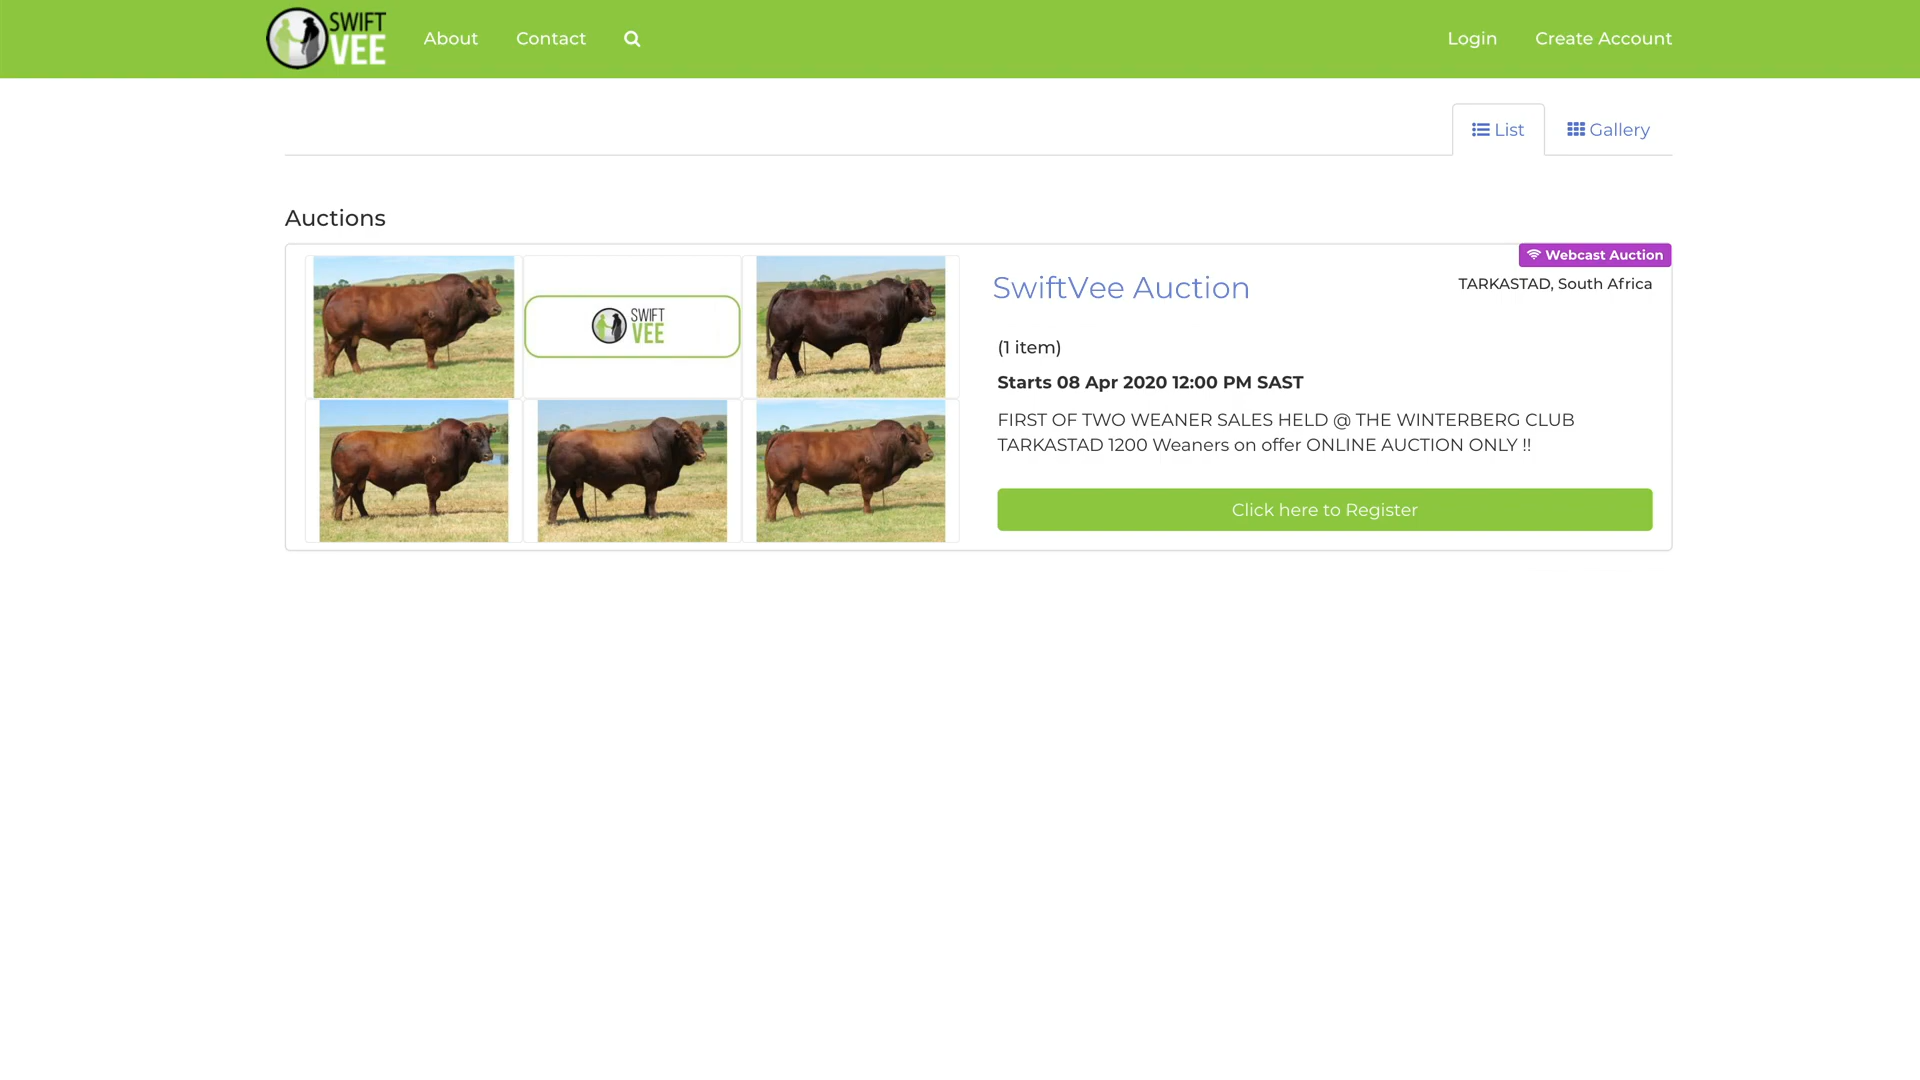 SWIFT
VEE
About
Contact
Login
Create Account
List
Gallery
Auctions
SWIFT
VEE
Webcast Auction
SwiftVee Auction
TARKASTAD, South Africa
(1 item)
Starts 08 Apr 2020 12:00 PM SAST
FIRST OF TWO WEANER SALES HELD @ THE WINTERBERG CLUB
TARKASTAD 1200 Weaners on offer ONLINE AUCTION ONLY !!
Click here to Register